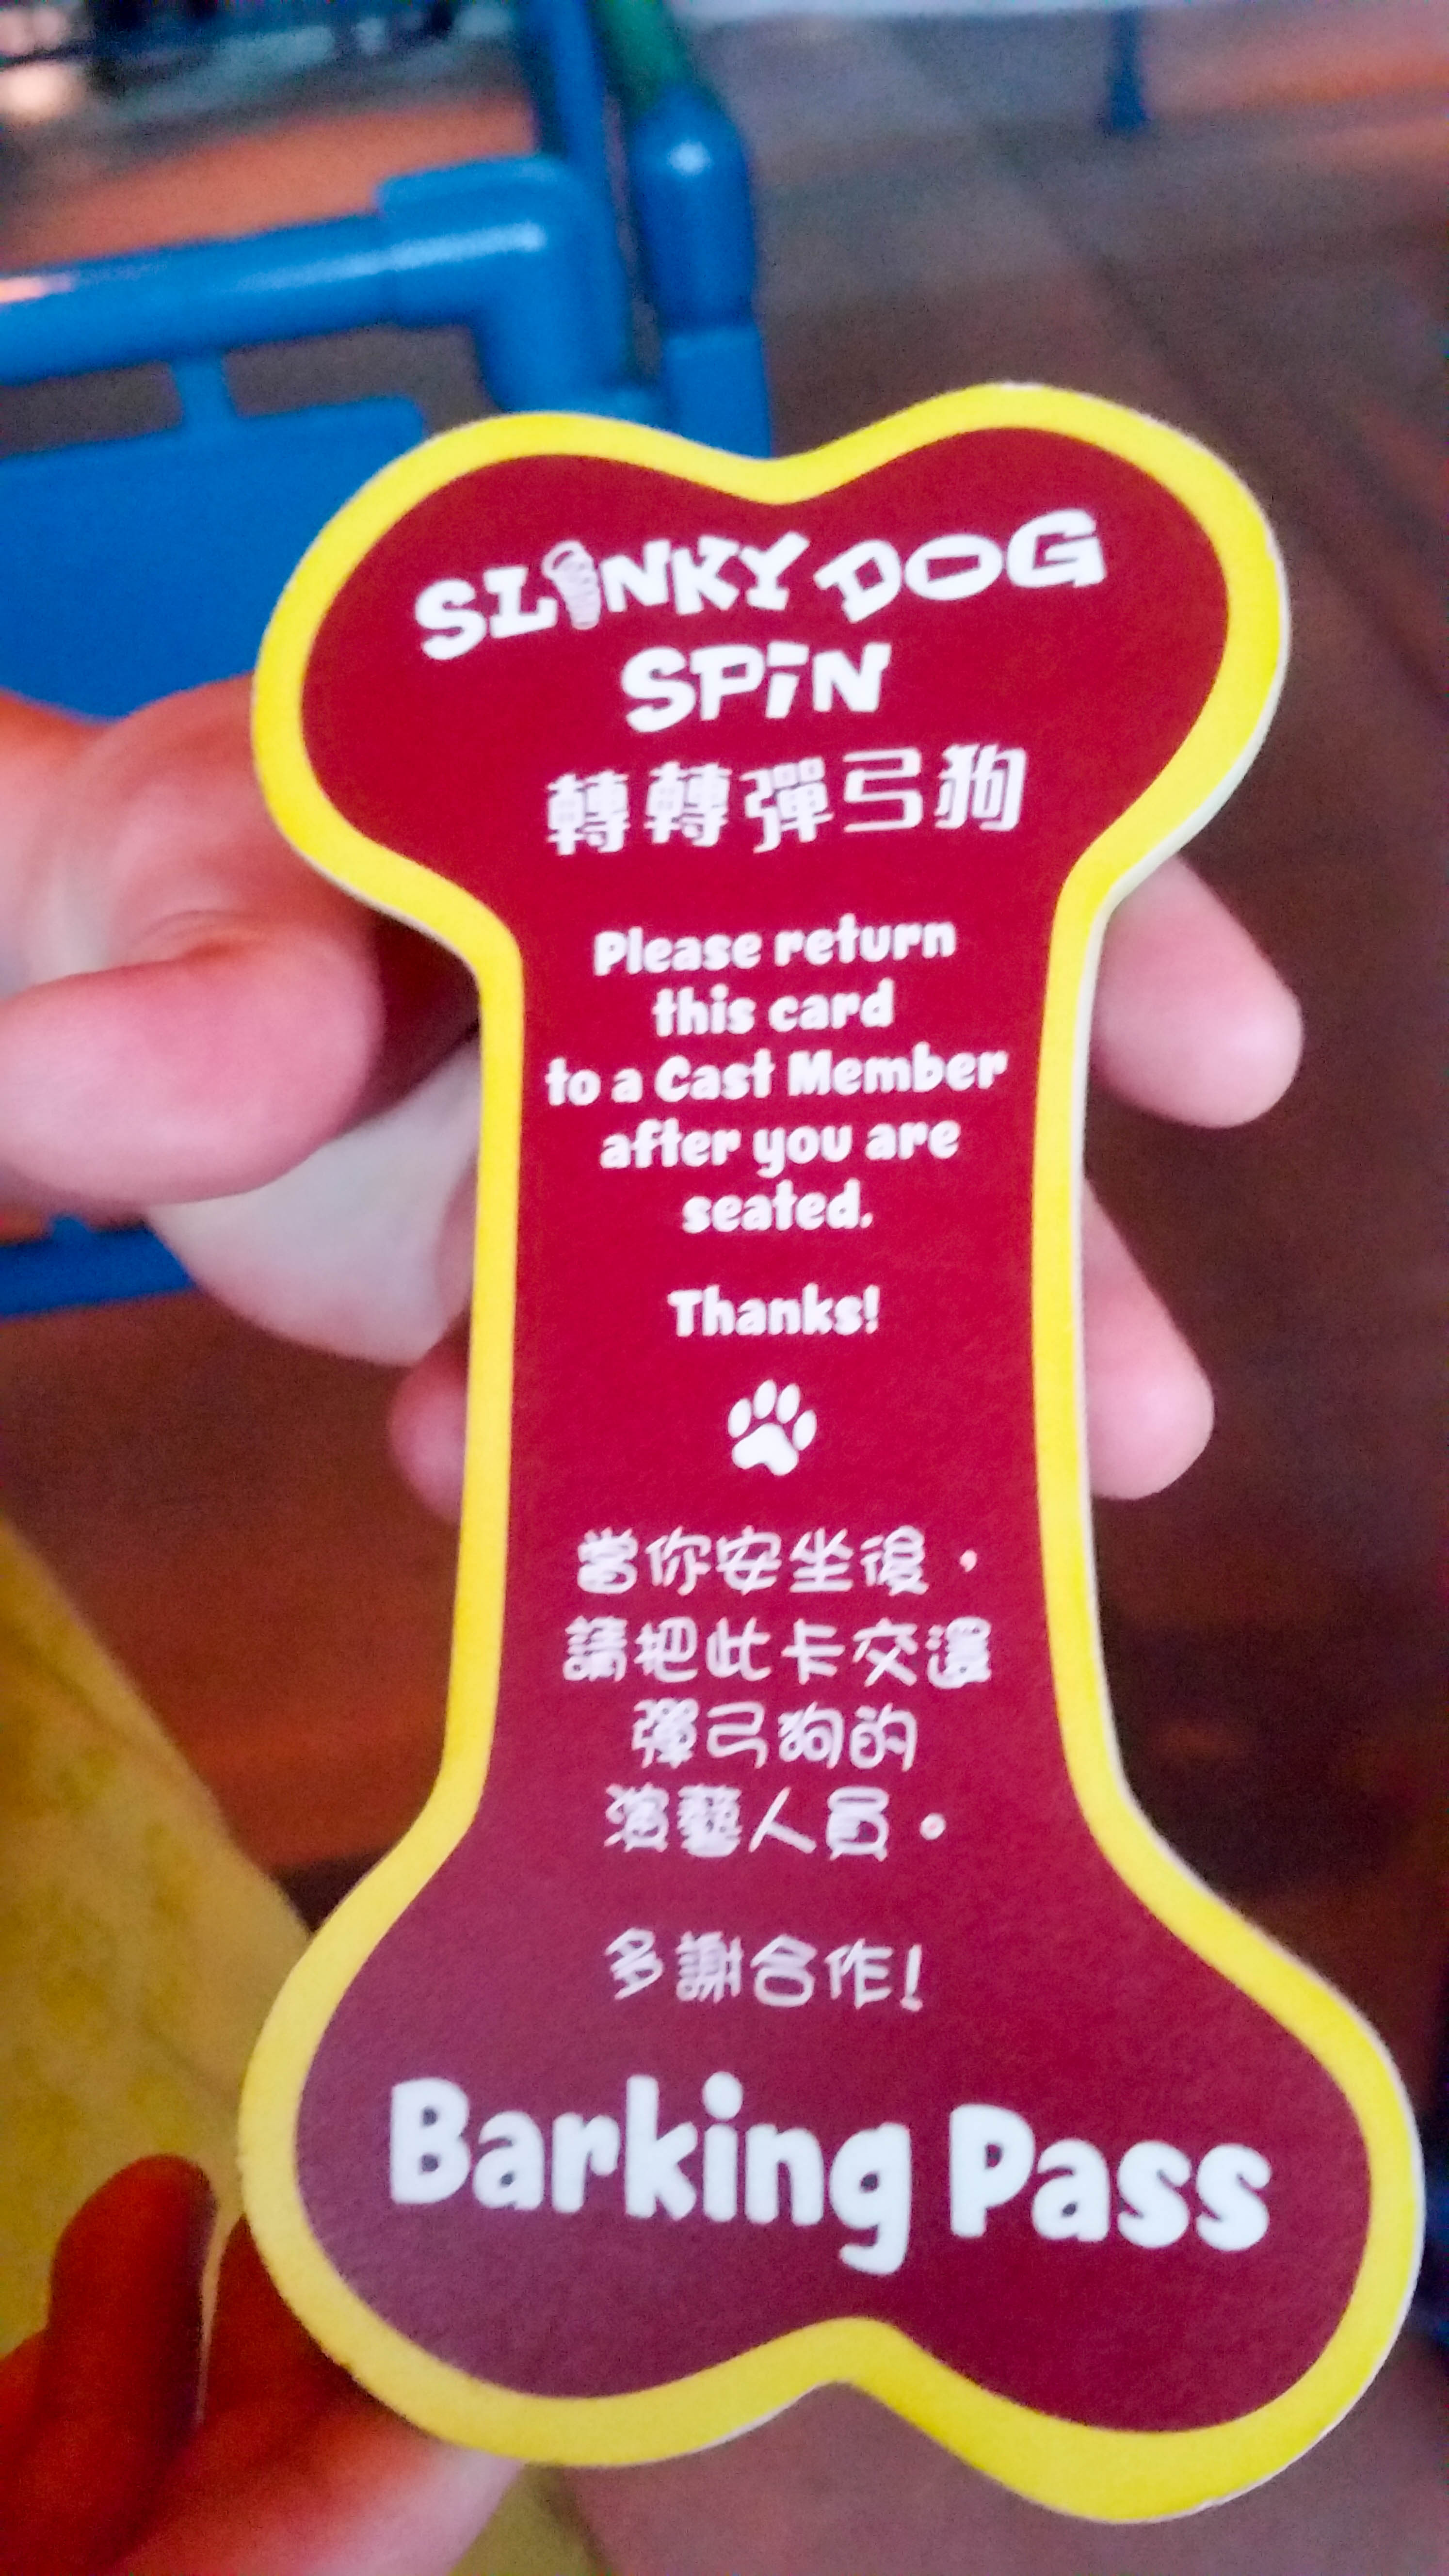 SLINKY DOG
SPIN
轉轉彈弓狗
Please return
this card
to a Cast Member
after you are
seated.
Thanks!
當你安坐後，
請把此卡交還
彈弓狗的
演藝人員。
多謝合作!
Barking Pass